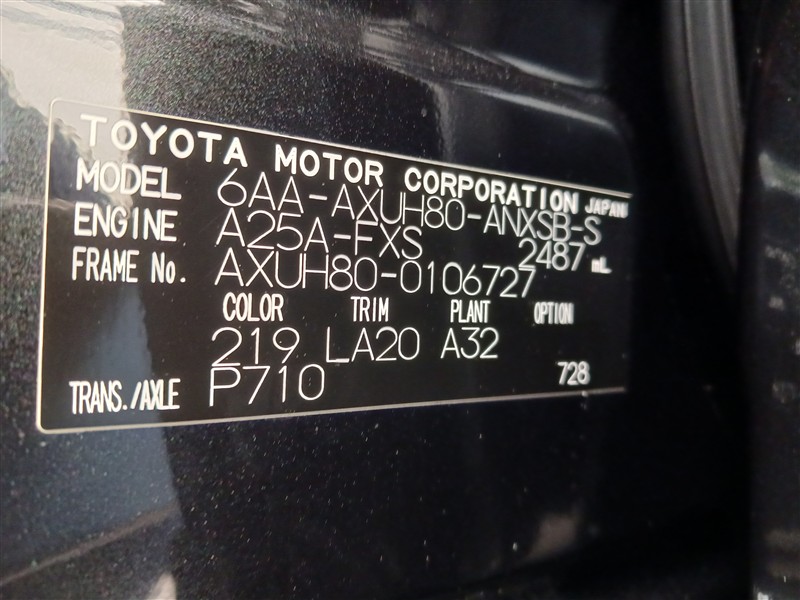 TOYOTA MOTOR CORPORATION JAPAN
MODEL 6AA-AXUH80-ANXSB-S
ENGINE A25A-FXS 2487 mL
FRAME No. AXUH80-0106727
COLOR TRIM PLANT OPTION
219 LA20 A32
TRANS./AXLE P710 728